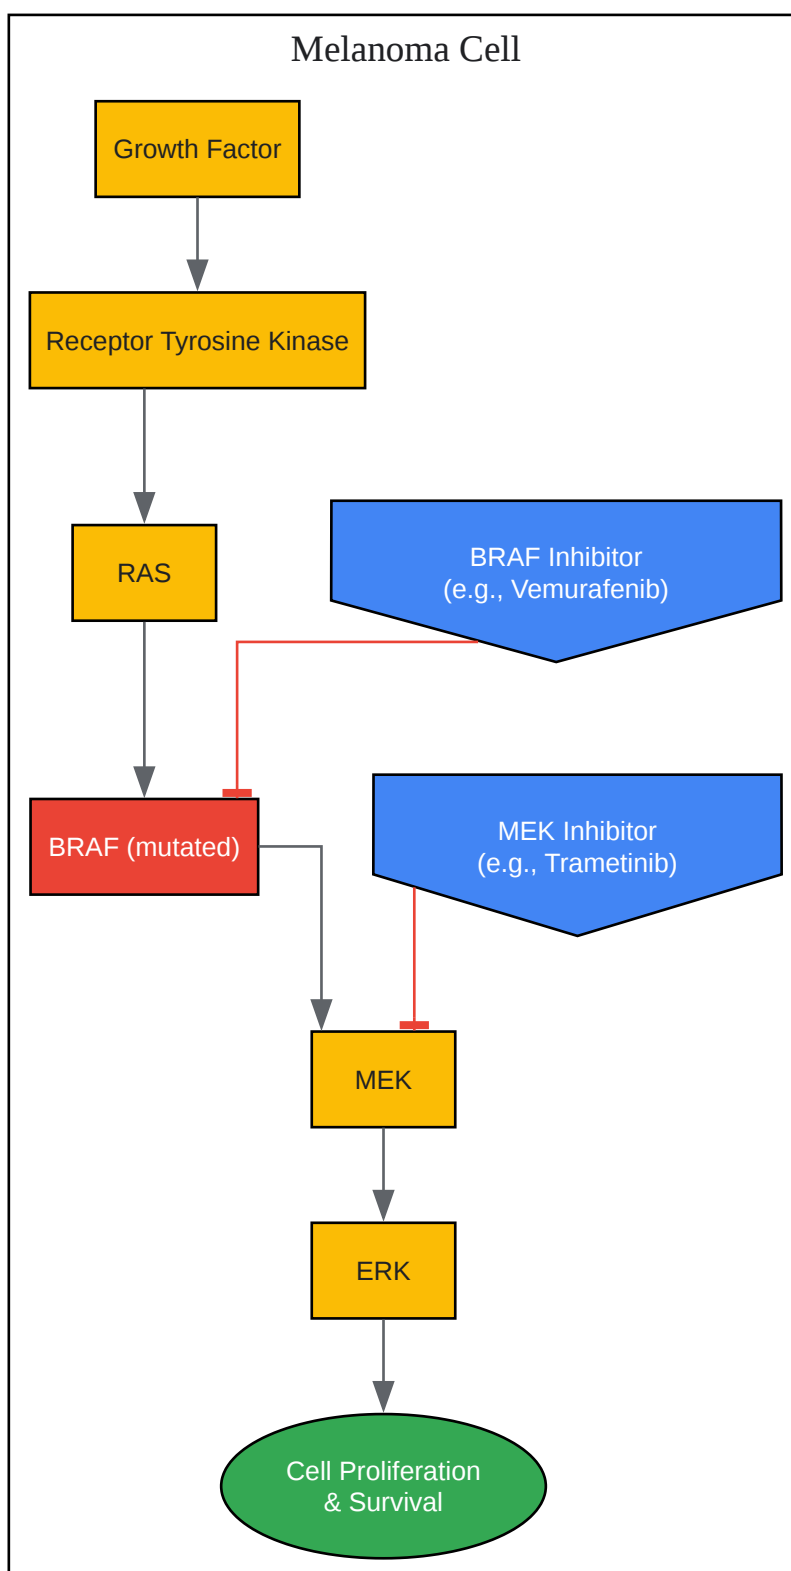 Melanoma Cell
Growth Factor
Receptor Tyrosine Kinase
RAS
BRAF Inhibitor
(e.g., Vemurafenib)
BRAF (mutated)
MEK Inhibitor
(e.g., Trametinib)
MEK
ERK
Cell Proliferation
& Survival